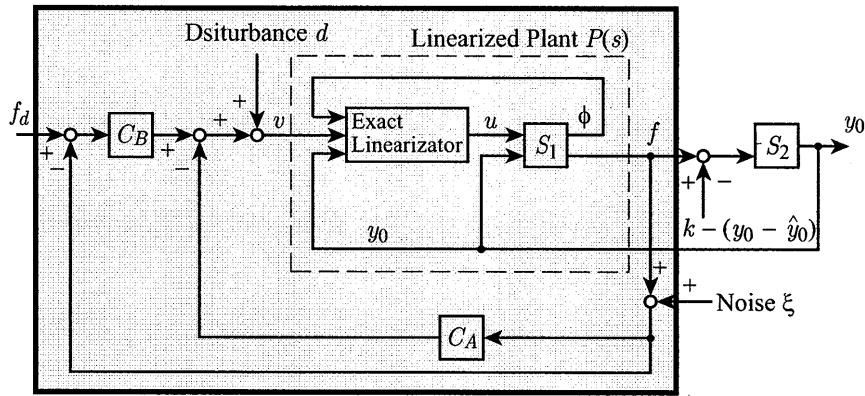 Dsiturbance d
Linearized Plant P(s)
f_d
+
−
C_B
+
−
+
+
v
Exact
Linearizator
u
S_1
ϕ
f
+
−
S_2
y_0
y_0
k − (y_0 − ŷ_0)
+
+
Noise ξ
C_A